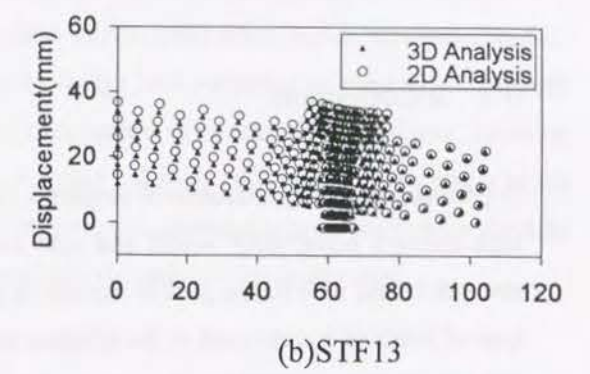 60
40
20
0
Displacement(mm)
3D Analysis
2D Analysis
0 20 40 60 80 100 120
(b)STF13